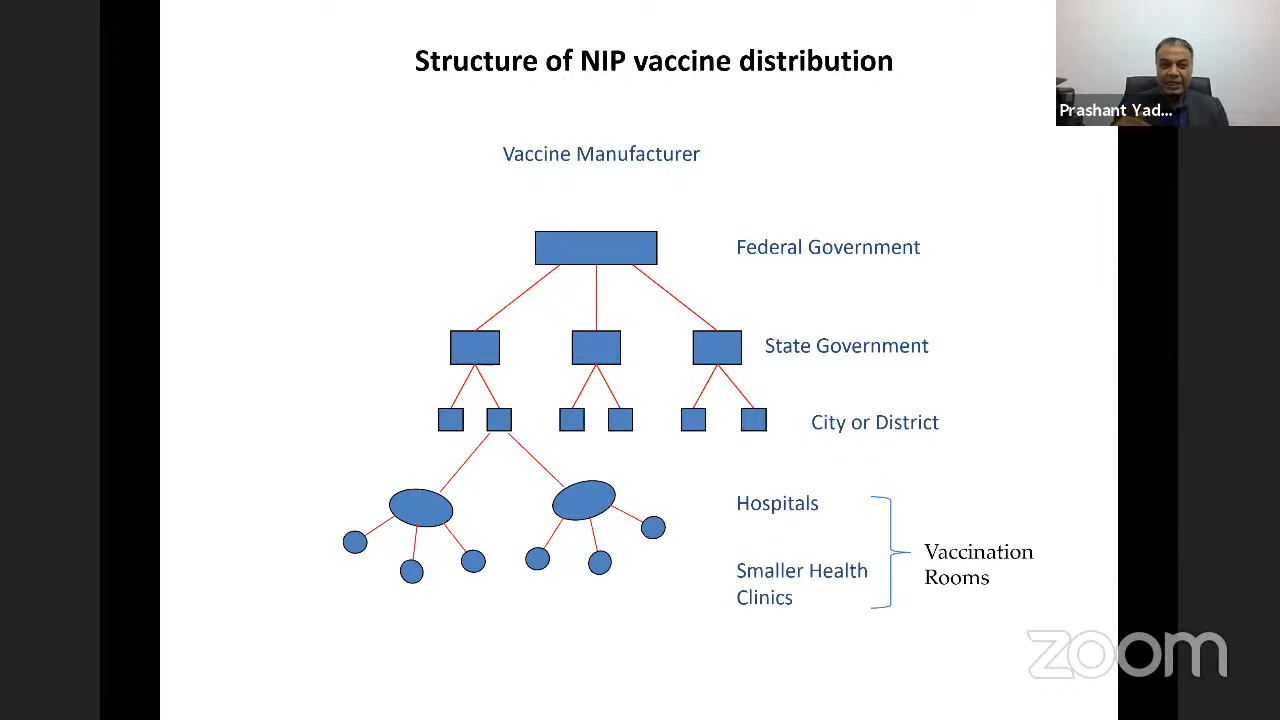 Structure of NIP vaccine distribution
Prashant Yad...
Vaccine Manufacturer
Federal Government
State Government
City or District
Hospitals
Smaller Health
Clinics
Vaccination
Rooms
zoom